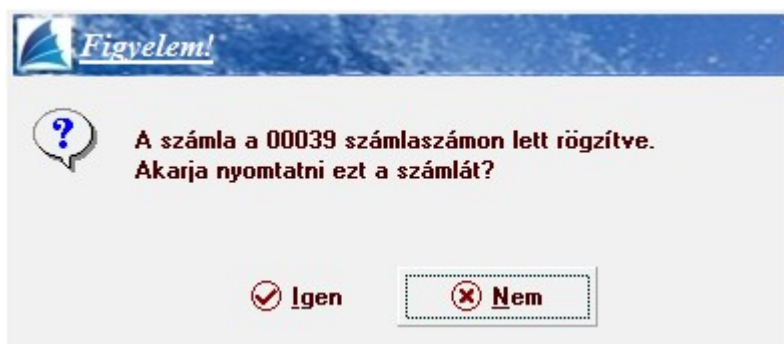 Figyelem!
A számla a 00039 számlaszámon lett rögzítve.
Akarja nyomtatni ezt a számlát?
Igen
Nem